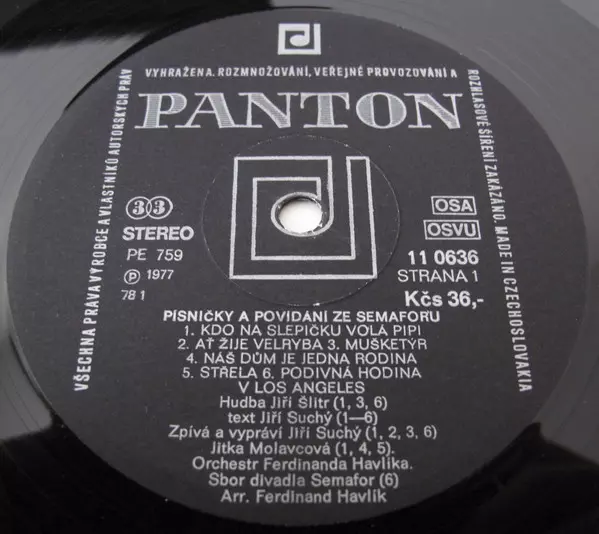 VYHRAŽENA. ROZMNOŽOVÁNÍ, VEŘEJNÉ PROVOZOVÁNÍ A
ROZHLASOVÉ ŠÍŘENÍ ZAKÁZÁNO. MADE IN CZECHOSLOVAKIA
VŠECHNA PRÁVA VÝROBCE A VLASTNÍKŮ AUTORSKÝCH PRÁV
PANTON
33
STEREO
PE 759
℗ 1977
78 1
OSA
OSVU
11 0636
STRANA 1
Kčs 36,-
PÍSNIČKY A POVÍDÁNÍ ZE SEMAFORU
1. KDO NA SLEPIČKU VOLÁ PIPI
2. AŤ ŽIJE VELRYBA 3. MUŠKETÝR
4. NÁŠ DŮM JE JEDNA RODINA
5. STŘELA 6. PODIVNÁ HODINA
V LOS ANGELES
Hudba Jiří Šlitr (1, 3, 6)
text Jiří Suchý (1—6)
Zpívá a vypráví Jiří Suchý (1, 2, 3, 6)
Jitka Molavcová (1, 4, 5).
Orchestr Ferdinanda Havlíka.
Sbor divadla Semafor (6)
Arr. Ferdinand Havlík